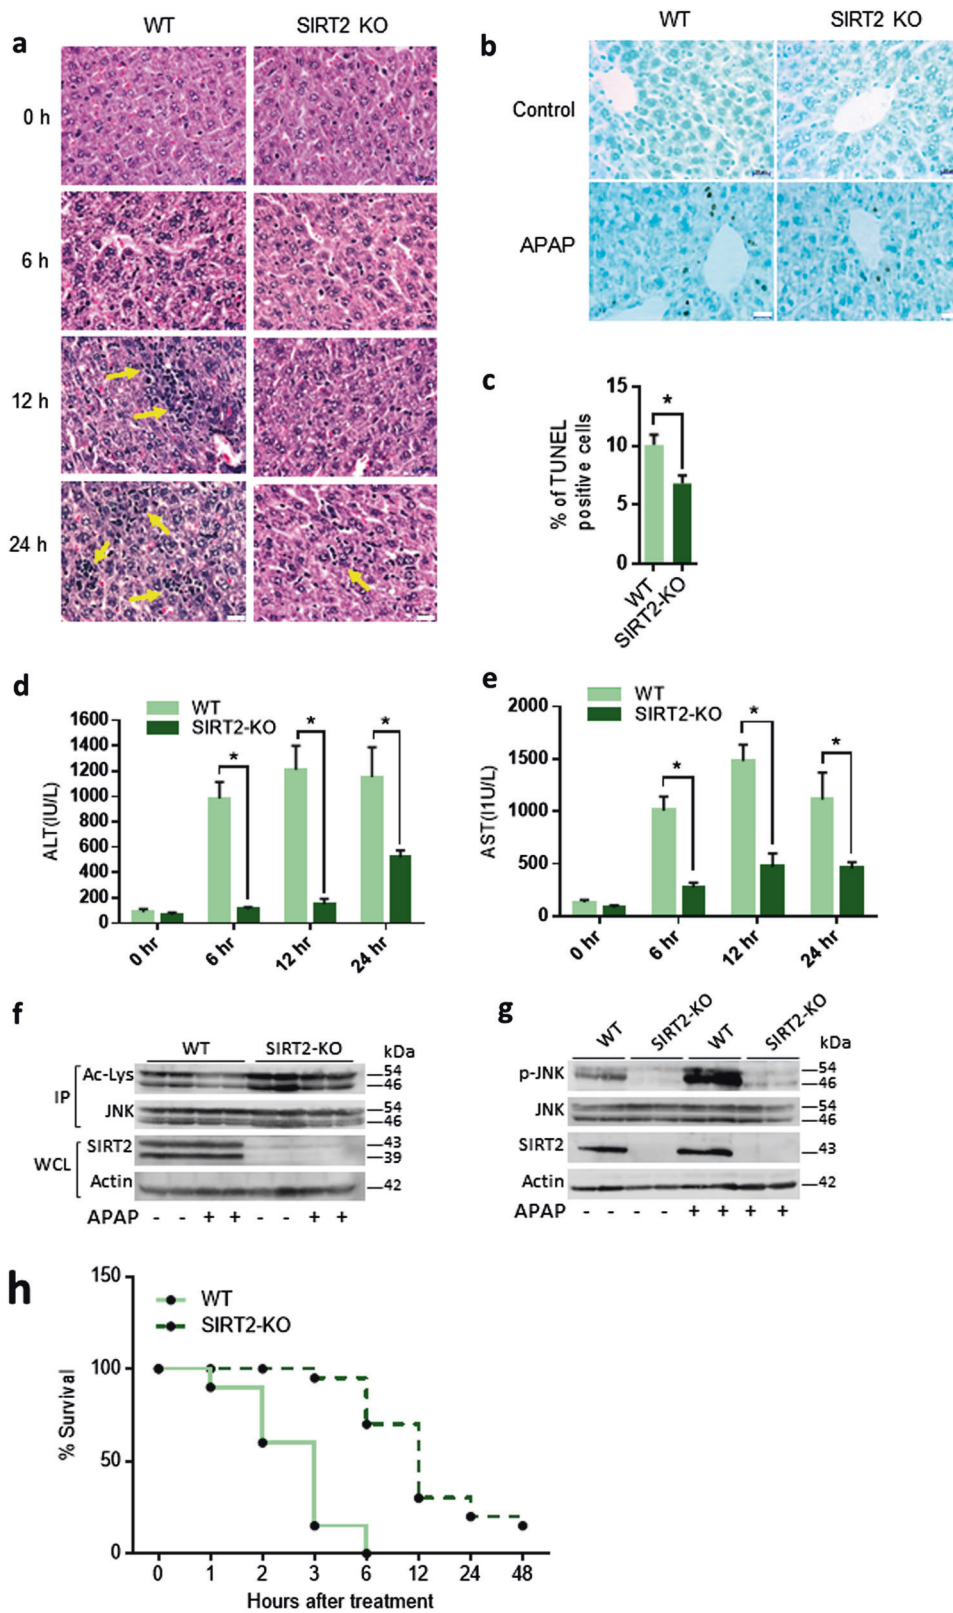 a
WT
SIRT2 KO
0 h
6 h
12 h
24 h
b
WT
SIRT2 KO
Control
APAP
c
% of TUNEL
positive cells
15
10
5
0
*
WT
SIRT2-KO
d
WT
SIRT2-KO
ALT(IU/L)
1600
1400
1200
1000
800
600
400
200
0
* * *
0 hr 6 hr 12 hr 24 hr
e
WT
SIRT2-KO
AST(I1U/L)
2000
1500
1000
500
0
* * *
0 hr 6 hr 12 hr 24 hr
f
WT SIRT2-KO kDa
IP
Ac-Lys 54
46
JNK 54
46
WCL
SIRT2 43
39
Actin 42
APAP - - + + - - + +
g
WT SIRT2-KO WT SIRT2-KO kDa
p-JNK 54
46
JNK 54
46
SIRT2 43
Actin 42
APAP - - - - + + + +
h
WT
SIRT2-KO
% Survival
150
100
50
0
0 1 2 3 6 12 24 48
Hours after treatment